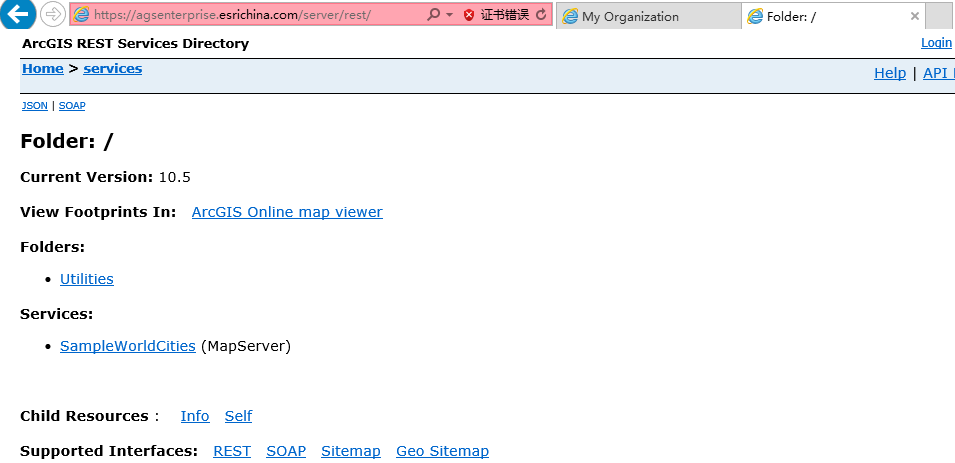 https://agsenterprise.esrichina.com/server/rest/ 证书错误 My Organization Folder: /
ArcGIS REST Services Directory Login
Home > services Help | API
JSON | SOAP
Folder: /
Current Version: 10.5
View Footprints In: ArcGIS Online map viewer
Folders:
• Utilities
Services:
• SampleWorldCities (MapServer)
Child Resources : Info Self
Supported Interfaces: REST SOAP Sitemap Geo Sitemap